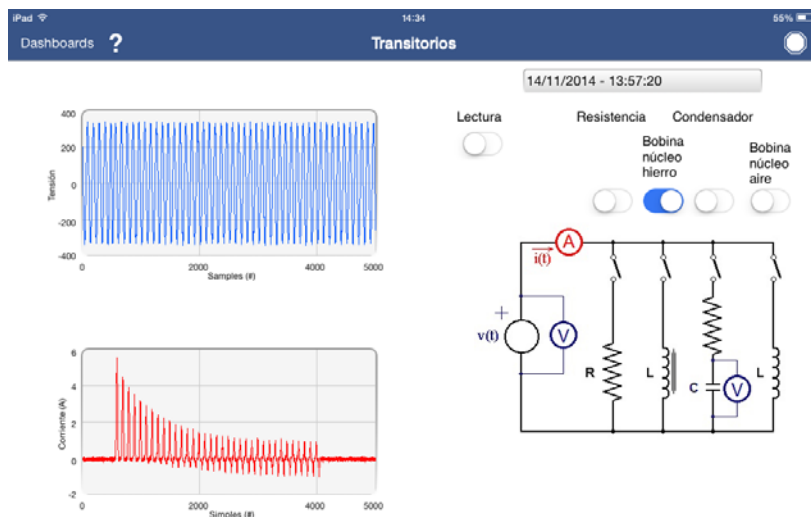 iPad 14:34 55%
Dashboards ? Transitorios
14/11/2014 - 13:57:20
Lectura Resistencia Condensador
Bobina núcleo hierro
Bobina núcleo aire
400
200
0
-200
-400
Tensión
0 2000 4000 5000
Samples (#)
6
4
2
0
-2
Corriente (A)
0 2000 4000 5000
Simples (#)
A
i(t)
+
v(t) V
R L C V L